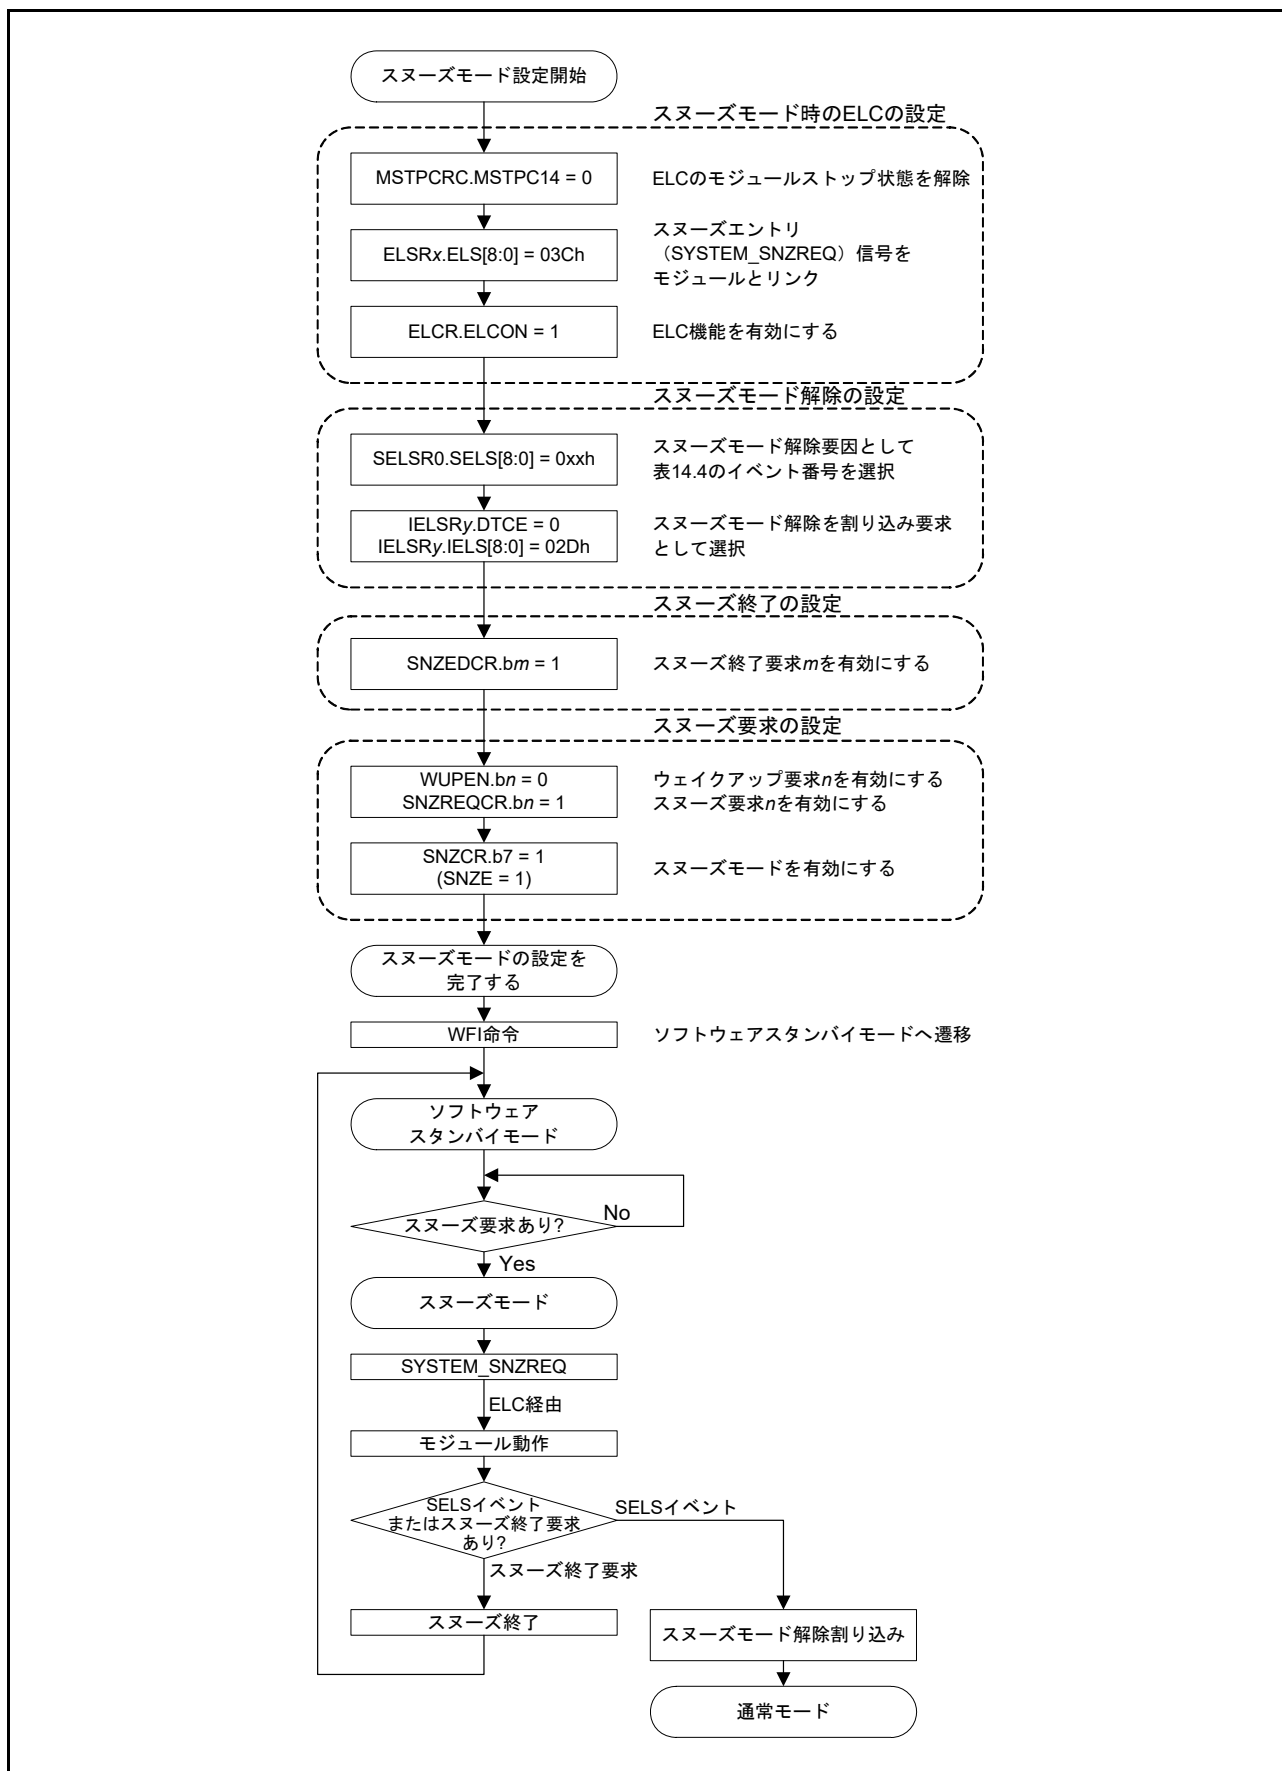 スヌーズモード設定開始
スヌーズモード時のELCの設定
MSTPCRC.MSTPC14 = 0
ELCのモジュールストップ状態を解除
ELSRx.ELS[8:0] = 03Ch
スヌーズエントリ
（SYSTEM_SNZREQ）信号を
モジュールとリンク
ELCR.ELCON = 1
ELC機能を有効にする
スヌーズモード解除の設定
SELSR0.SELS[8:0] = 0xxh
スヌーズモード解除要因として
表14.4のイベント番号を選択
IELSRy.DTCE = 0
IELSRy.IELS[8:0] = 02Dh
スヌーズモード解除を割り込み要求
として選択
スヌーズ終了の設定
SNZEDCR.bm = 1
スヌーズ終了要求mを有効にする
スヌーズ要求の設定
WUPEN.bn = 0
SNZREQCR.bn = 1
ウェイクアップ要求nを有効にする
スヌーズ要求nを有効にする
SNZCR.b7 = 1
(SNZE = 1)
スヌーズモードを有効にする
スヌーズモードの設定を
完了する
WFI命令
ソフトウェアスタンバイモードへ遷移
ソフトウェア
スタンバイモード
スヌーズ要求あり?
No
Yes
スヌーズモード
SYSTEM_SNZREQ
ELC経由
モジュール動作
SELSイベント
またはスヌーズ終了要求
あり?
SELSイベント
スヌーズ終了要求
スヌーズ終了
スヌーズモード解除割り込み
通常モード